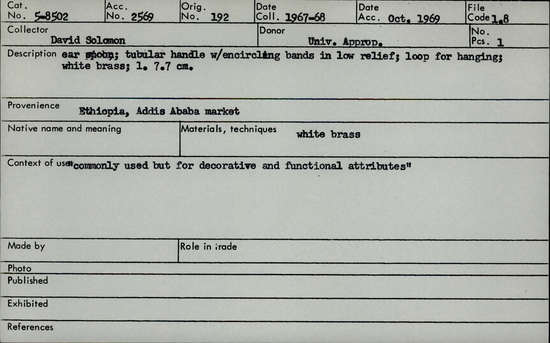 Cat. No. 5-8502 Acc. No. 2569 Orig. No. 192 Date Coll. 1967-68 Date Acc. Oct. 1969 File Code 1.8
Collector David Solomon Donor Univ. Approp. No. Pcs. 1
Description ear spoon; tubular handle w/encircling bands in low relief; loop for hanging;
white brass; l. 7.7 cm.
Provenience Ethiopia, Addis Ababa market
Native name and meaning Materials, techniques white brass
Context of use "commonly used but for decorative and functional attributes"
Made by Role in trade
Photo
Published
Exhibited
References